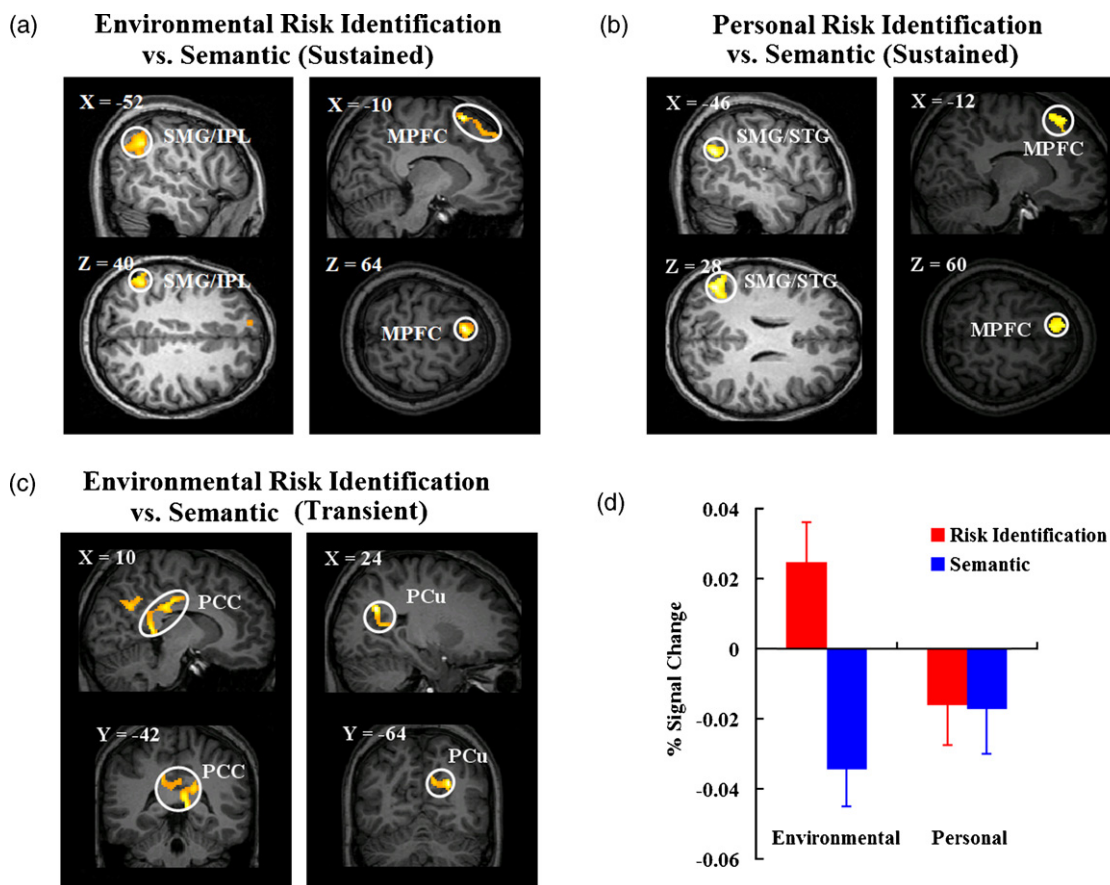 (a)
Environmental Risk Identification
vs. Semantic (Sustained)
X = -52
SMG/IPL
X = -10
MPFC
Z = 40
SMG/IPL
Z = 64
MPFC
(b)
Personal Risk Identification
vs. Semantic (Sustained)
X = -46
SMG/STG
X = -12
MPFC
Z = 28
SMG/STG
Z = 60
MPFC
(c)
Environmental Risk Identification
vs. Semantic (Transient)
X = 10
PCC
X = 24
PCu
Y = -42
PCC
Y = -64
PCu
(d)
% Signal Change
0.04
0.02
0
-0.02
-0.04
-0.06
Risk Identification
Semantic
Environmental
Personal